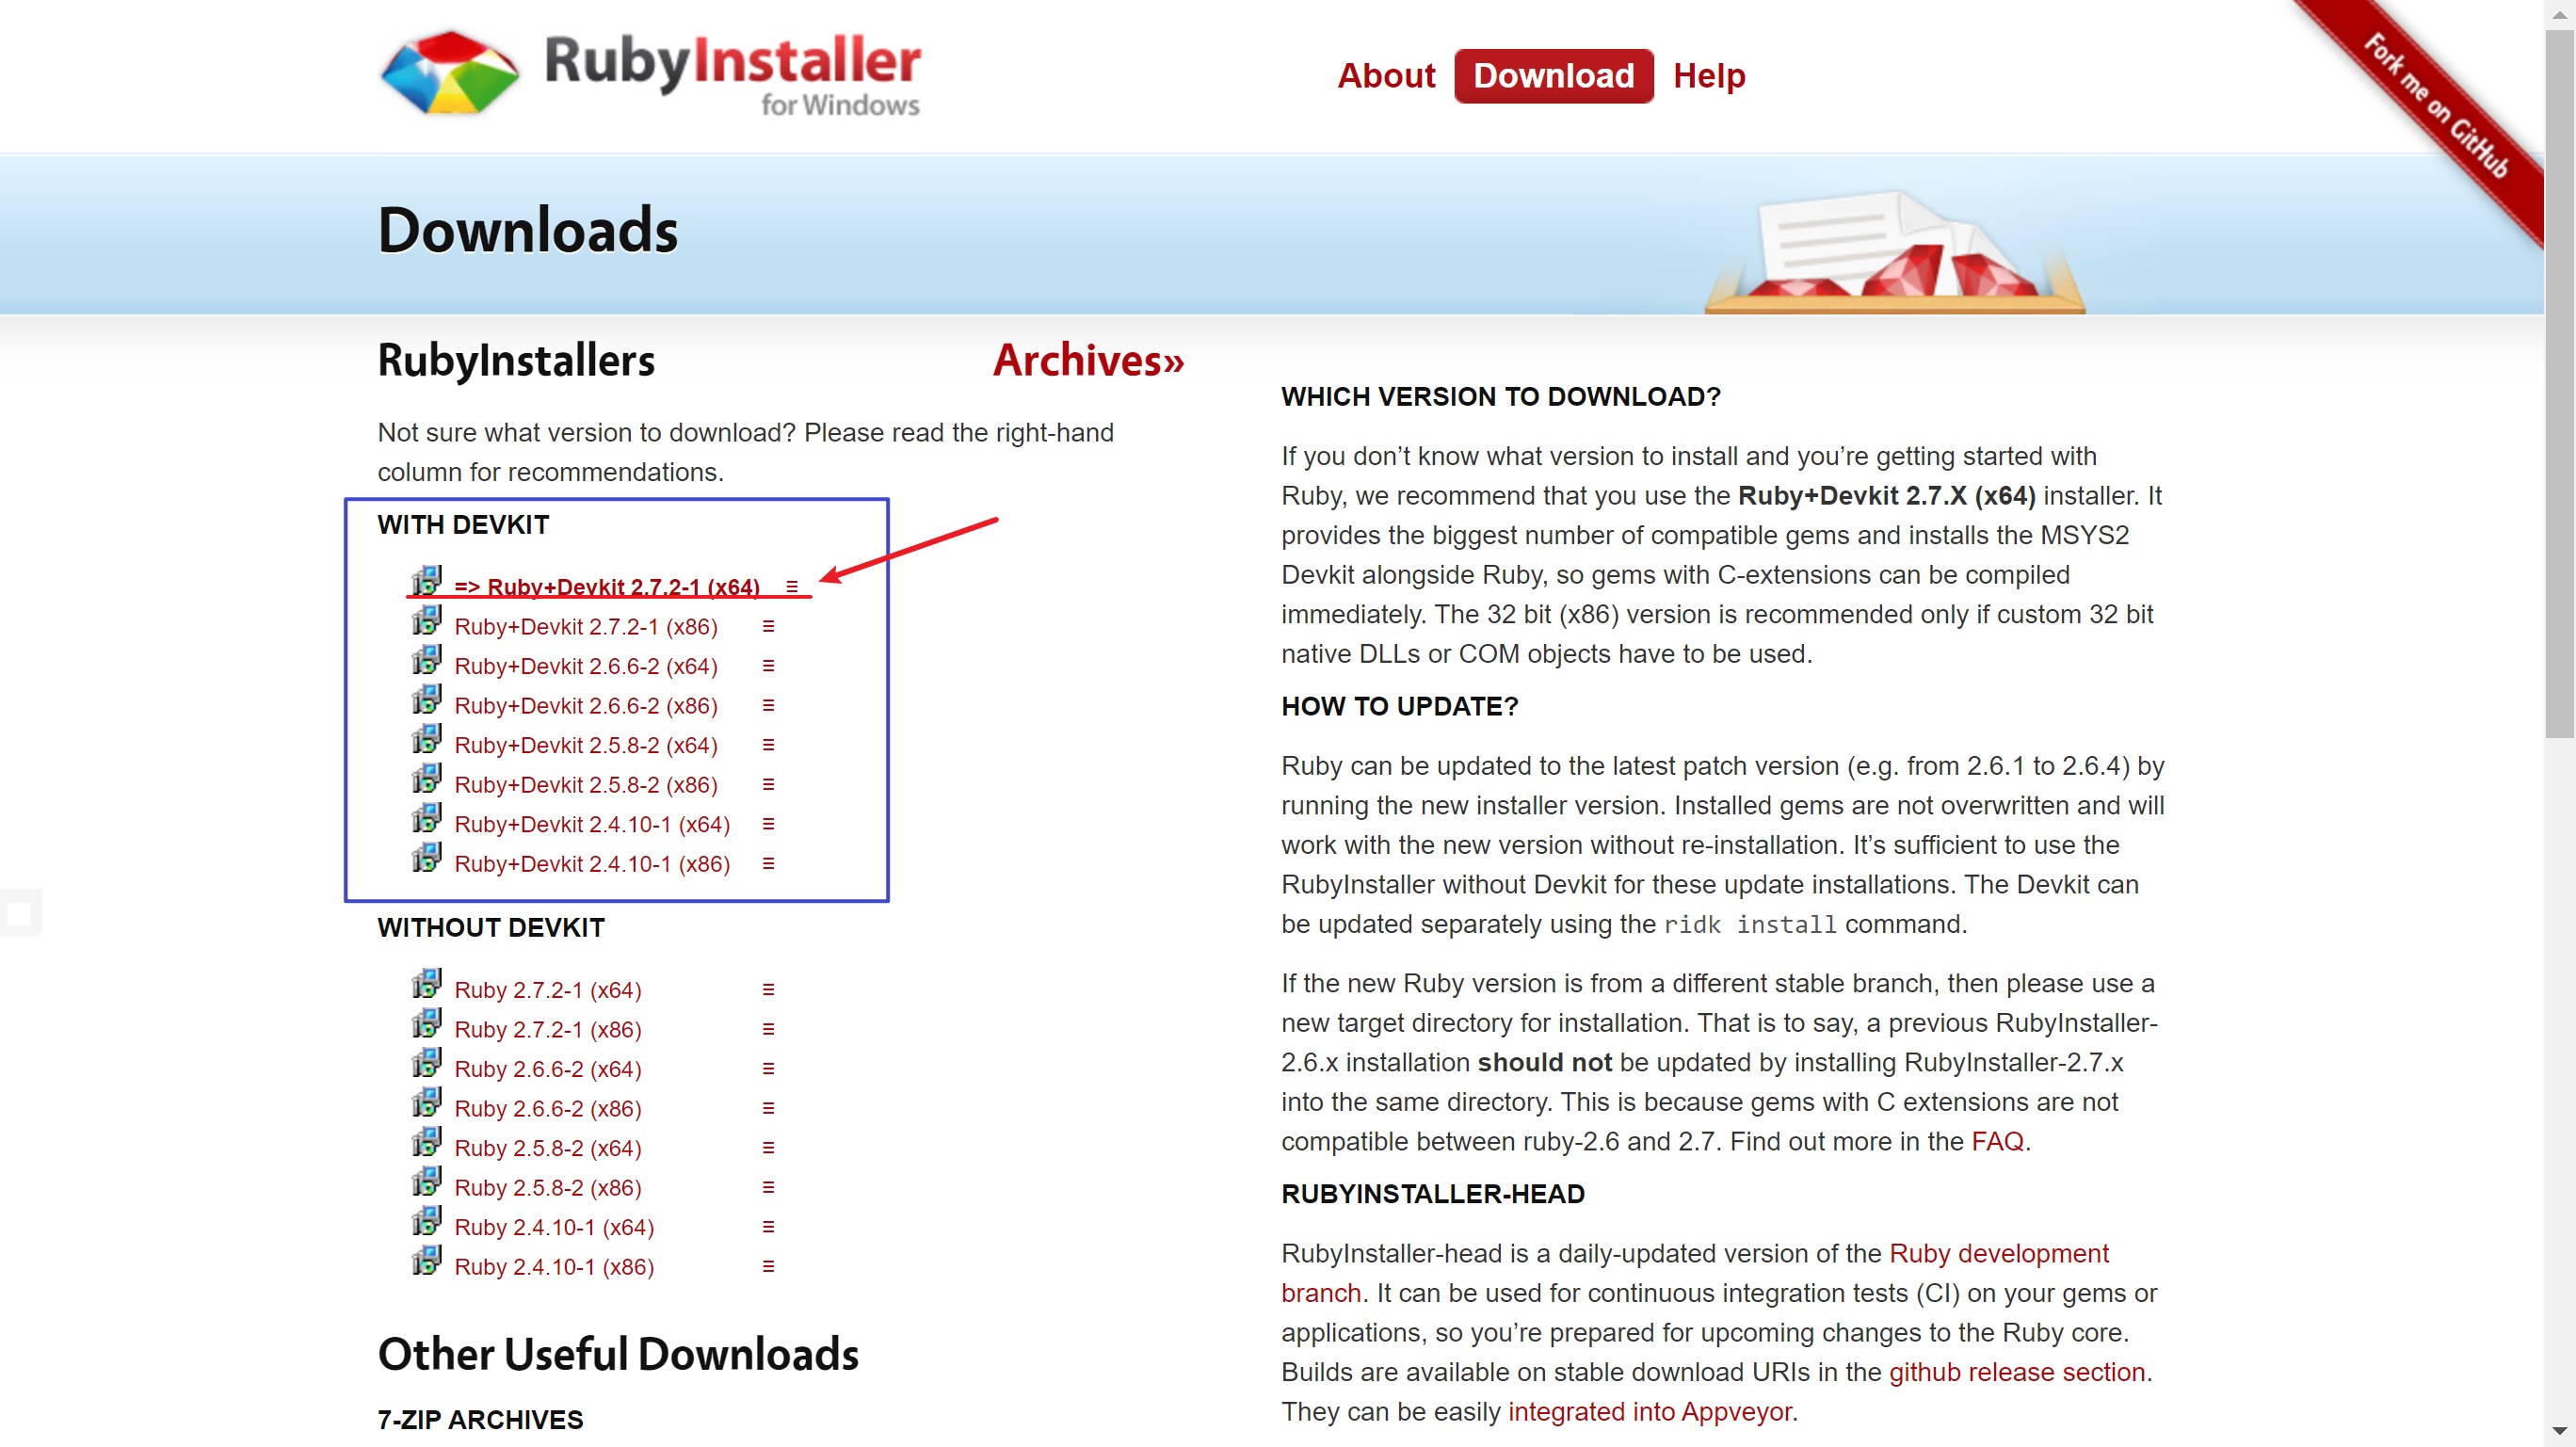 RubyInstaller
for Windows
About Download Help
Fork me on GitHub
Downloads
RubyInstallers
Archives»
Not sure what version to download? Please read the right-hand
column for recommendations.
WITH DEVKIT
=> Ruby+Devkit 2.7.2-1 (x64)
Ruby+Devkit 2.7.2-1 (x86)
Ruby+Devkit 2.6.6-2 (x64)
Ruby+Devkit 2.6.6-2 (x86)
Ruby+Devkit 2.5.8-2 (x64)
Ruby+Devkit 2.5.8-2 (x86)
Ruby+Devkit 2.4.10-1 (x64)
Ruby+Devkit 2.4.10-1 (x86)
WITHOUT DEVKIT
Ruby 2.7.2-1 (x64)
Ruby 2.7.2-1 (x86)
Ruby 2.6.6-2 (x64)
Ruby 2.6.6-2 (x86)
Ruby 2.5.8-2 (x64)
Ruby 2.5.8-2 (x86)
Ruby 2.4.10-1 (x64)
Ruby 2.4.10-1 (x86)
Other Useful Downloads
7-ZIP ARCHIVES
WHICH VERSION TO DOWNLOAD?
If you don’t know what version to install and you’re getting started with
Ruby, we recommend that you use the Ruby+Devkit 2.7.X (x64) installer. It
provides the biggest number of compatible gems and installs the MSYS2
Devkit alongside Ruby, so gems with C-extensions can be compiled
immediately. The 32 bit (x86) version is recommended only if custom 32 bit
native DLLs or COM objects have to be used.
HOW TO UPDATE?
Ruby can be updated to the latest patch version (e.g. from 2.6.1 to 2.6.4) by
running the new installer version. Installed gems are not overwritten and will
work with the new version without re-installation. It’s sufficient to use the
RubyInstaller without Devkit for these update installations. The Devkit can
be updated separately using the ridk install command.
If the new Ruby version is from a different stable branch, then please use a
new target directory for installation. That is to say, a previous RubyInstaller-
2.6.x installation should not be updated by installing RubyInstaller-2.7.x
into the same directory. This is because gems with C extensions are not
compatible between ruby-2.6 and 2.7. Find out more in the FAQ.
RUBYINSTALLER-HEAD
RubyInstaller-head is a daily-updated version of the Ruby development
branch. It can be used for continuous integration tests (CI) on your gems or
applications, so you’re prepared for upcoming changes to the Ruby core.
Builds are available on stable download URIs in the github release section.
They can be easily integrated into Appveyor.